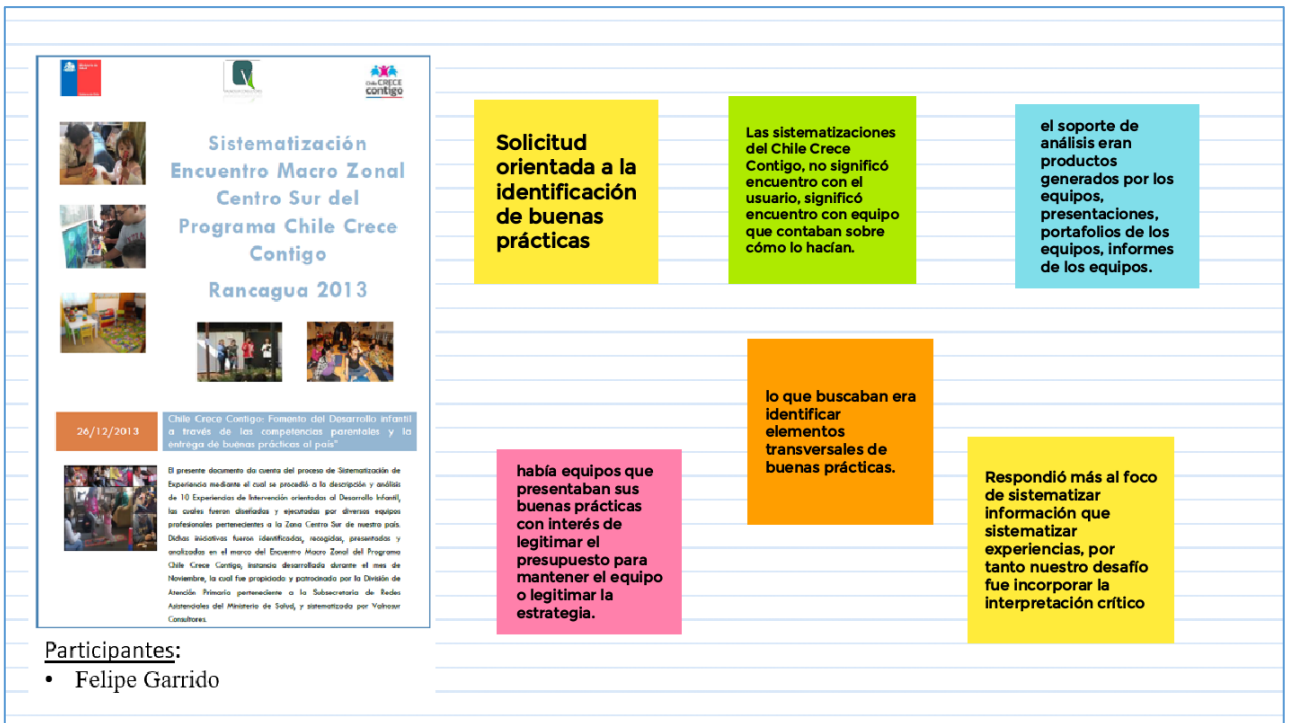 Chile CRECE
contigo
Sistematización
Encuentro Macro Zonal
Centro Sur del
Programa Chile Crece
Contigo
Rancagua 2013
26/12/2013
Chile Crece Contigo: Fomento del Desarrollo infantil
a través de las competencias parentales y la
entrega de buenas prácticas al país"
El presente documento da cuenta del proceso de Sistematización de
Experiencia mediante el cual se procedió a la descripción y análisis
de 10 Experiencias de Intervención orientadas al Desarrollo Infantil,
las cuales fueron diseñadas y ejecutadas por diversos equipos
profesionales pertenecientes a la Zona Centro Sur de nuestro país.
Dichas iniciativas fueron identificadas, recogidas, presentadas y
analizadas en el marco del Encuentro Macro Zonal del Programa
Chile Crece Contigo, instancia desarrollada durante el mes de
Noviembre, la cual fue propiciada y patrocinada por la División de
Atención Primaria perteneciente a la Subsecretaría de Redes
Asistenciales del Ministerio de Salud, y sistematizada por Valnosur
Consultores.
Participantes:
• Felipe Garrido
Solicitud
orientada a la
identificación
de buenas
prácticas
Las sistematizaciones
del Chile Crece
Contigo, no significó
encuentro con el
usuario, significó
encuentro con equipo
que contaban sobre
cómo lo hacían.
el soporte de
análisis eran
productos
generados por los
equipos,
presentaciones,
portafolios de los
equipos, informes
de los equipos.
había equipos que
presentaban sus
buenas prácticas
con interés de
legitimar el
presupuesto para
mantener el equipo
o legitimar la
estrategia.
lo que buscaban era
identificar
elementos
transversales de
buenas prácticas.
Respondió más al foco
de sistematizar
información que
sistematizar
experiencias, por
tanto nuestro desafío
fue incorporar la
interpretación crítico